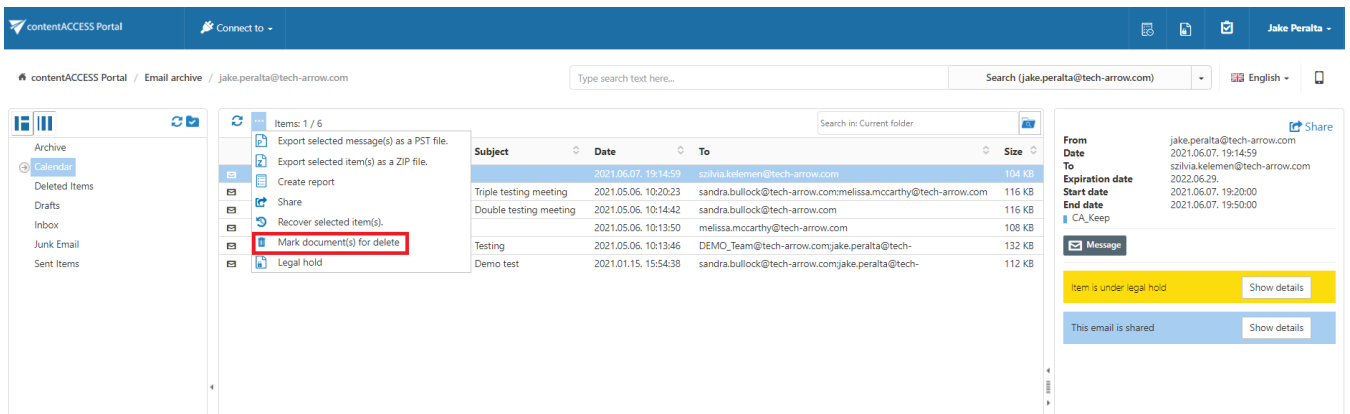 contentACCESS Portal
Connect to
Jake Peralta
contentACCESS Portal / Email archive / jake.peralta@tech-arrow.com
Type search text here...
Search (jake.peralta@tech-arrow.com)
English
Archive
Calendar
Deleted Items
Drafts
Inbox
Junk Email
Sent Items
Items: 1 / 6
Search in: Current folder
Export selected message(s) as a PST file.
Export selected item(s) as a ZIP file.
Create report
Share
Recover selected item(s).
Mark document(s) for delete
Legal hold
Subject Date To Size
2021.06.07. 19:14:59 szilvia.kelemen@tech-arrow.com 104 KB
Triple testing meeting 2021.05.06. 10:20:23 sandra.bullock@tech-arrow.com;melissa.mccarthy@tech-arrow.com 116 KB
Double testing meeting 2021.05.06. 10:14:42 sandra.bullock@tech-arrow.com 116 KB
2021.05.06. 10:13:50 melissa.mccarthy@tech-arrow.com 108 KB
Testing 2021.05.06. 10:13:46 DEMO_Team@tech-arrow.com;jake.peralta@tech- 132 KB
Demo test 2021.01.15. 15:54:38 sandra.bullock@tech-arrow.com;jake.peralta@tech- 112 KB
Share
From jake.peralta@tech-arrow.com
Date 2021.06.07. 19:14:59
To szilvia.kelemen@tech-arrow.com
Expiration date 2022.06.29.
Start date 2021.06.07. 19:20:00
End date 2021.06.07. 19:50:00
CA_Keep
Message
Item is under legal hold Show details
This email is shared Show details